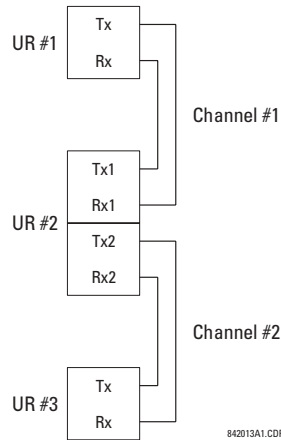 UR #1
Tx
Rx
Channel #1
UR #2
Tx1
Rx1
Tx2
Rx2
Channel #2
UR #3
Tx
Rx
842013A1.CDR